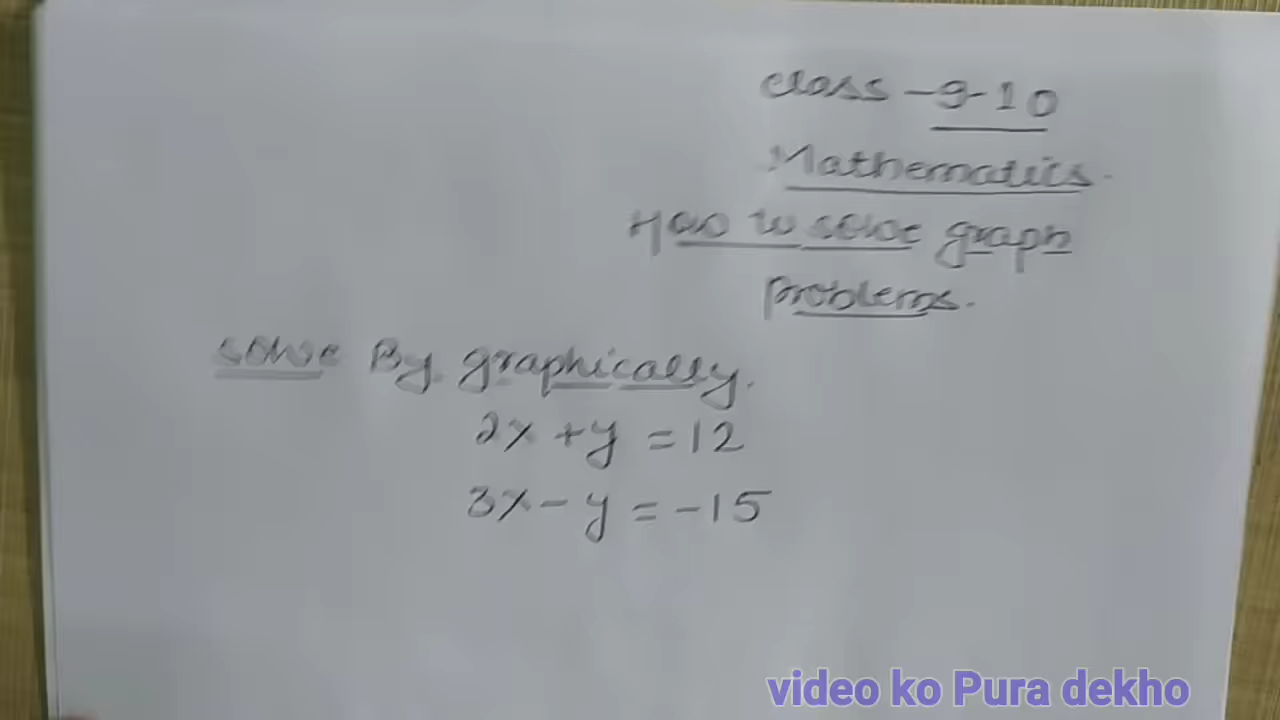 class - 9-10
Mathematics.
How to solve graph
problems.
solve By graphically.
2x + y = 12
3x - y = -15
video ko Pura dekho